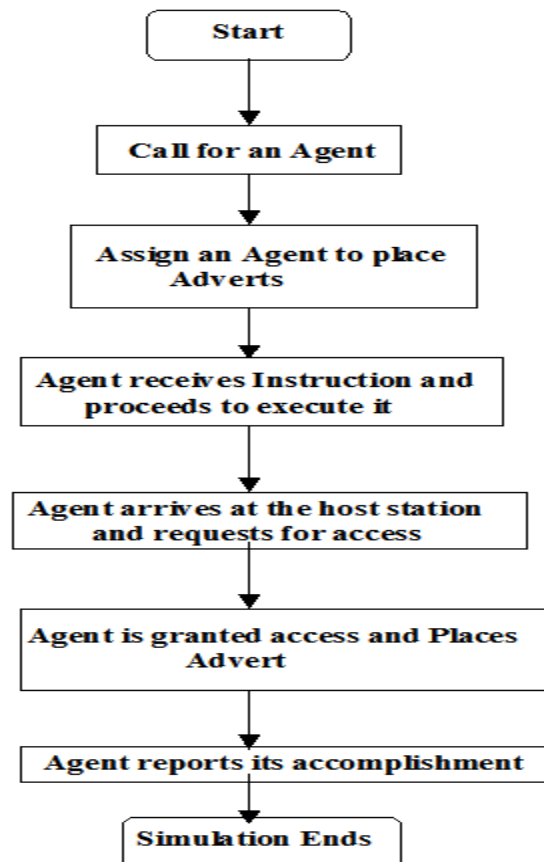 Start
Call for an Agent
Assign an Agent to place
Adverts
Agent receives Instruction and
proceeds to execute it
Agent arrives at the host station
and requests for access
Agent is granted access and Places
Advert
Agent reports its accomplishment
Simulation Ends